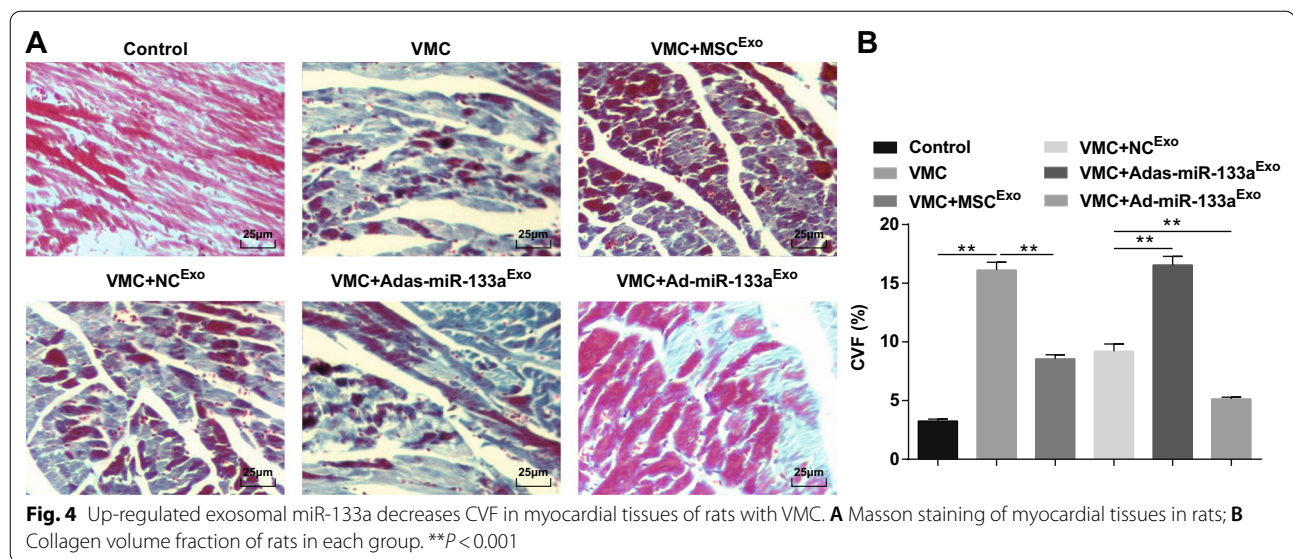 A
Control
VMC
VMC+MSC^Exo
25µm
25µm
25µm
VMC+NC^Exo
VMC+Adas-miR-133a^Exo
VMC+Ad-miR-133a^Exo
25µm
25µm
25µm
B
Control
VMC
VMC+MSC^Exo
VMC+NC^Exo
VMC+Adas-miR-133a^Exo
VMC+Ad-miR-133a^Exo
CVF (%)
20
15
10
5
0
**
**
**
**
Fig. 4 Up-regulated exosomal miR-133a decreases CVF in myocardial tissues of rats with VMC. A Masson staining of myocardial tissues in rats; B
Collagen volume fraction of rats in each group. **P < 0.001